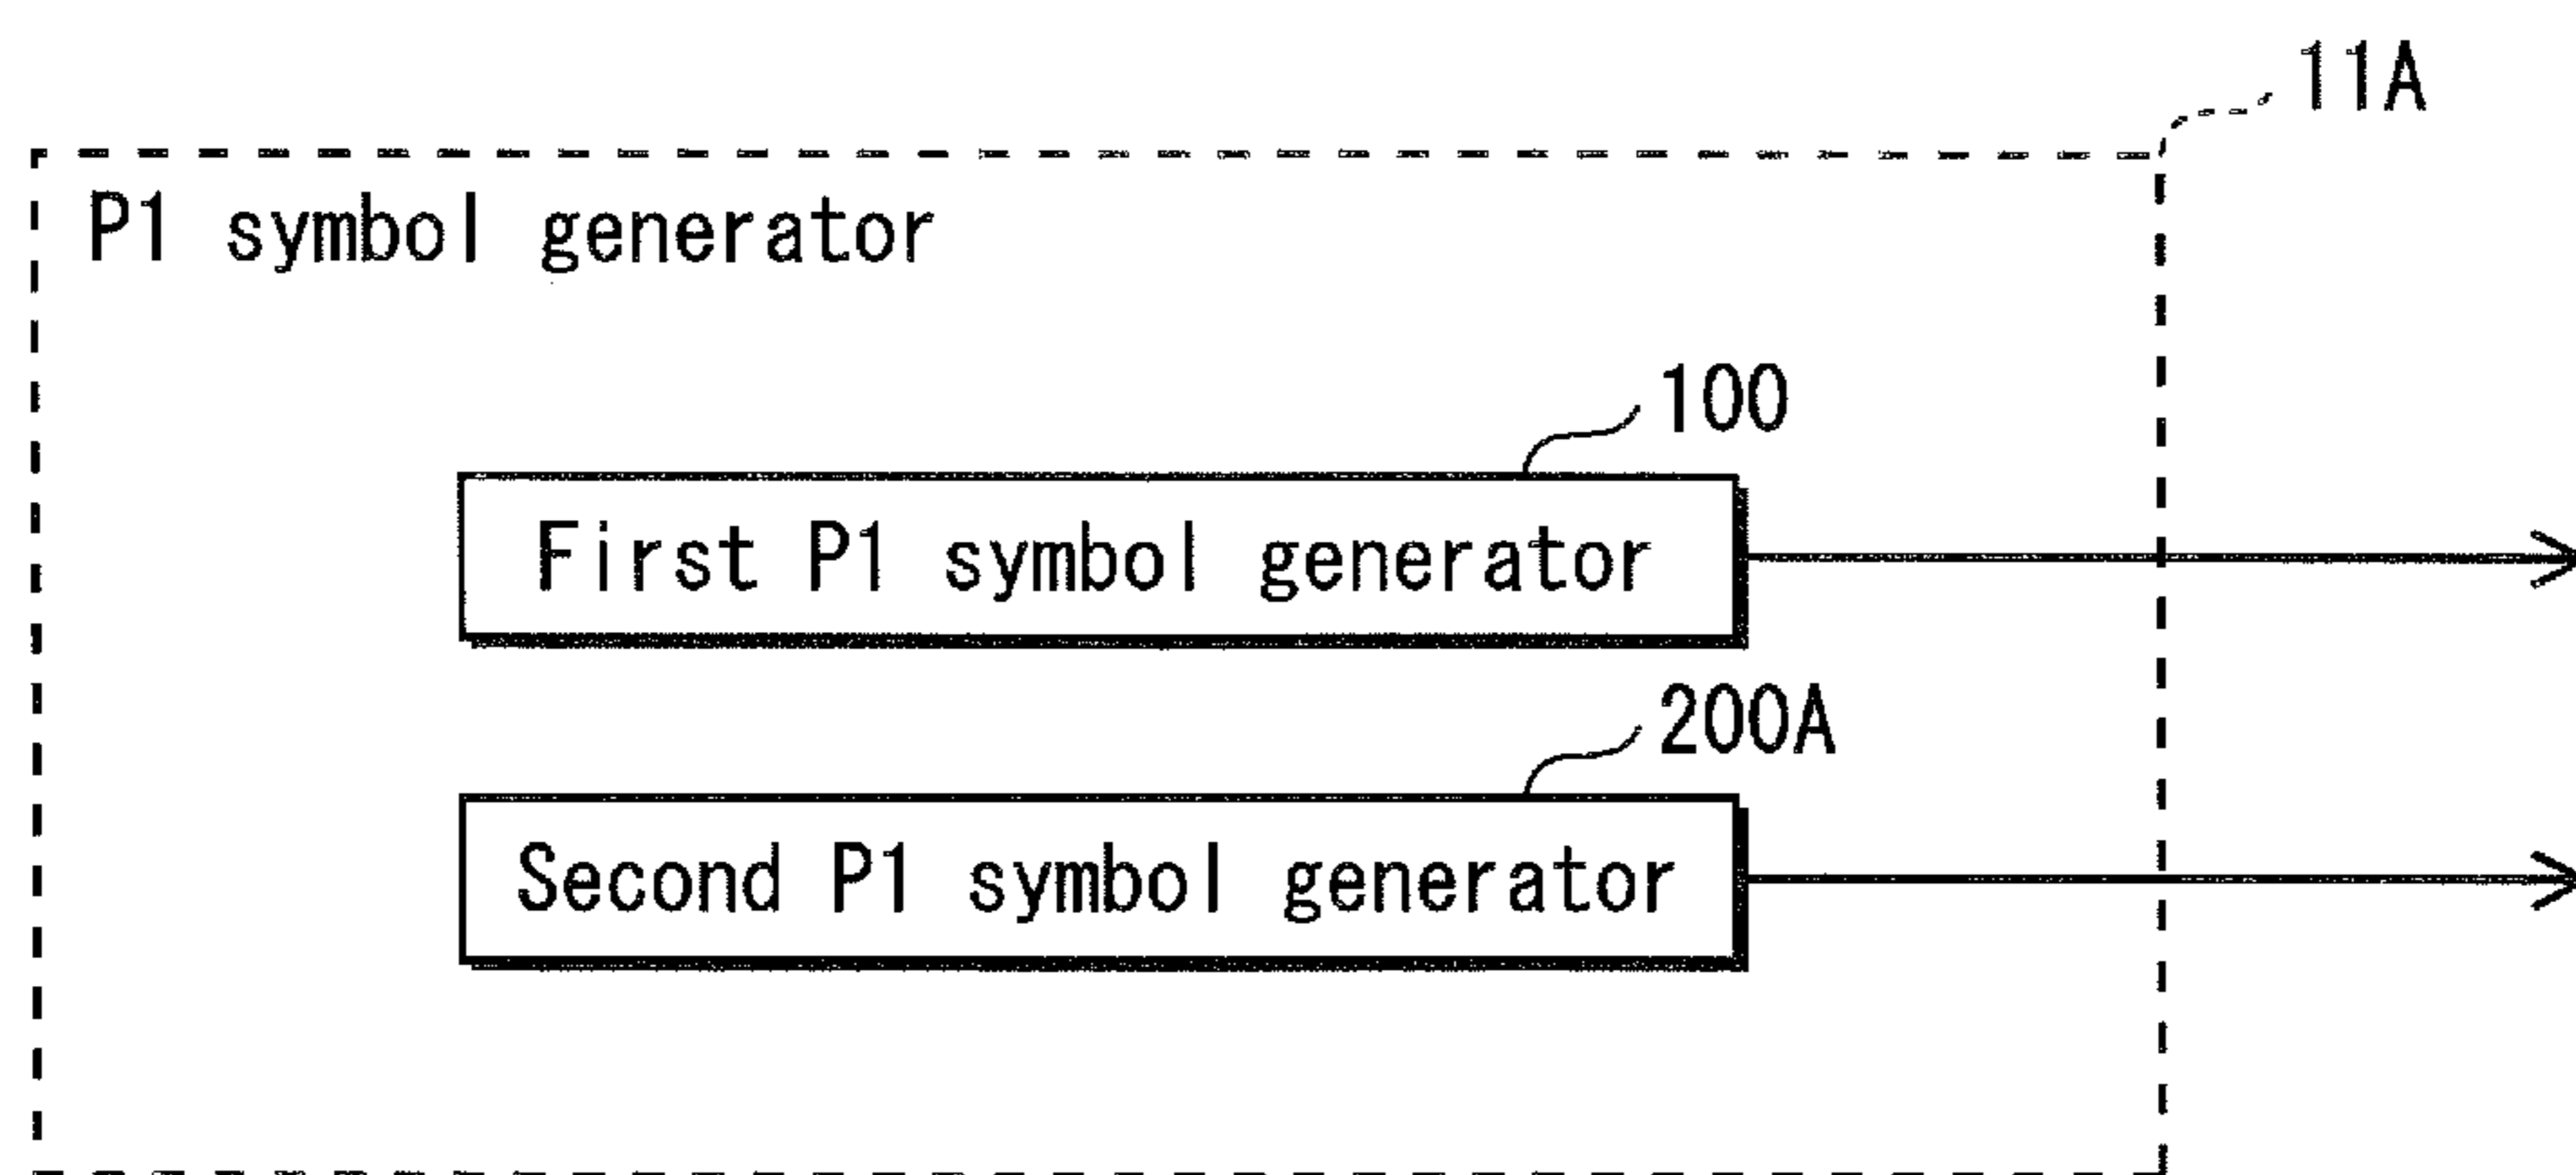 11A
P1 symbol generator
100
First P1 symbol generator
200A
Second P1 symbol generator